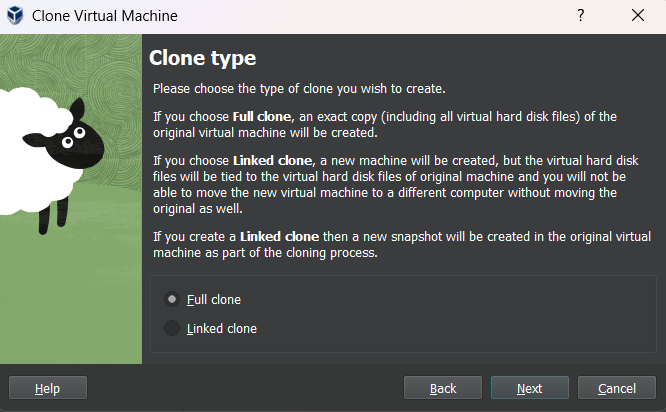 Clone Virtual Machine
?
Clone type
Please choose the type of clone you wish to create.
If you choose Full clone, an exact copy (including all virtual hard disk files) of the
original virtual machine will be created.
If you choose Linked clone, a new machine will be created, but the virtual hard disk
files will be tied to the virtual hard disk files of original machine and you will not be
able to move the new virtual machine to a different computer without moving the
original as well.
If you create a Linked clone then a new snapshot will be created in the original virtual
machine as part of the cloning process.
Full clone
Linked clone
Help
Back
Next
Cancel